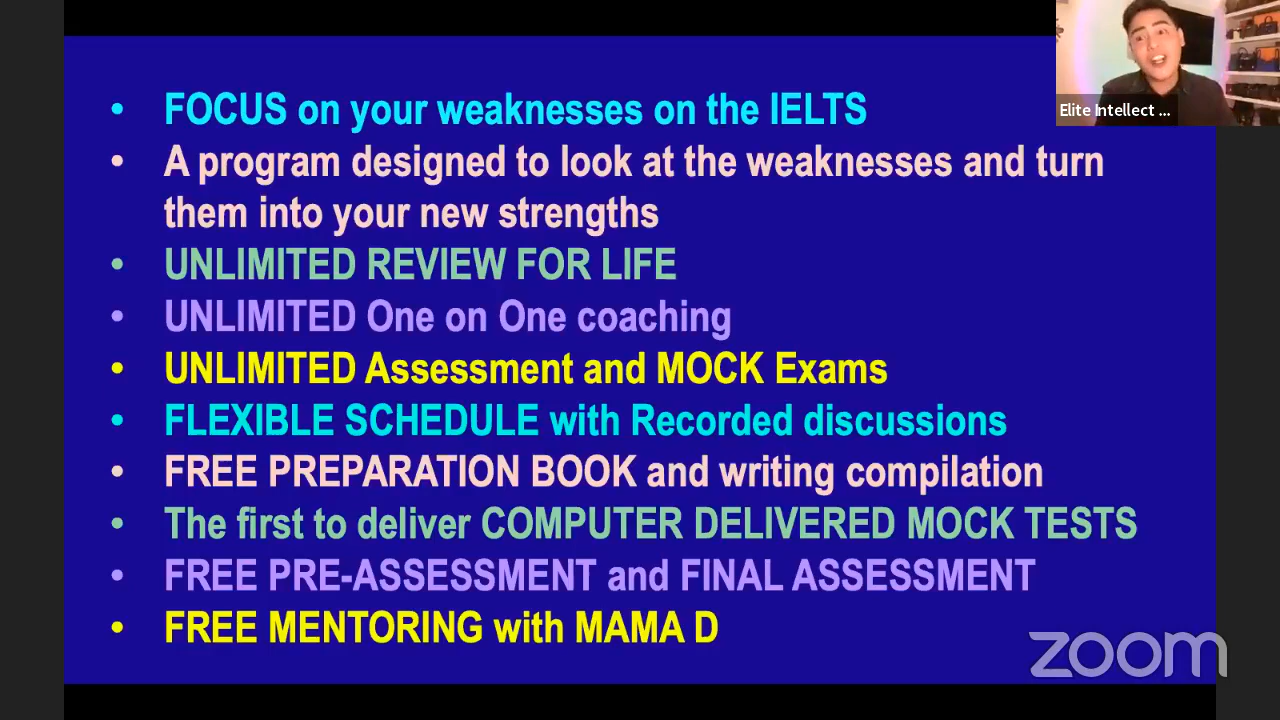 Elite Intellect ...
• FOCUS on your weaknesses on the IELTS
• A program designed to look at the weaknesses and turn
them into your new strengths
• UNLIMITED REVIEW FOR LIFE
• UNLIMITED One on One coaching
• UNLIMITED Assessment and MOCK Exams
• FLEXIBLE SCHEDULE with Recorded discussions
• FREE PREPARATION BOOK and writing compilation
• The first to deliver COMPUTER DELIVERED MOCK TESTS
• FREE PRE-ASSESSMENT and FINAL ASSESSMENT
• FREE MENTORING with MAMA D
zoom